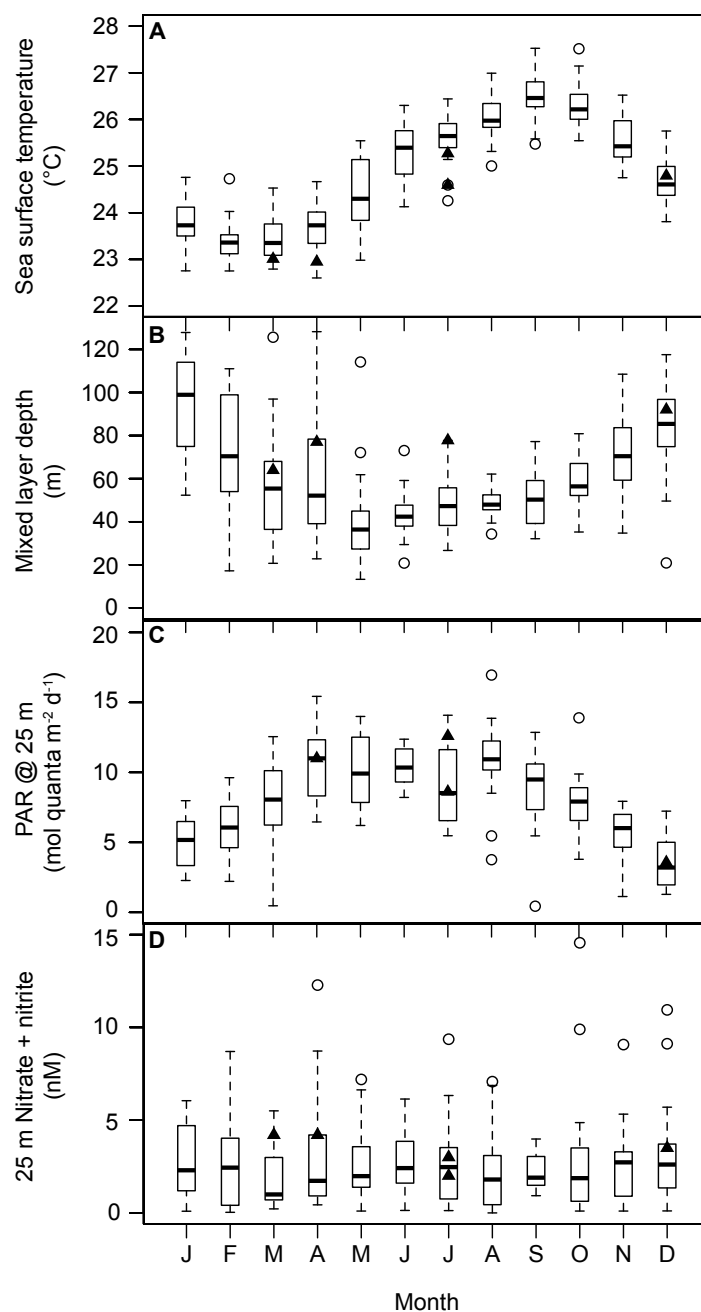 A
Sea surface temperature
(°C)
28
27
26
25
24
23
22
B
Mixed layer depth
(m)
120
100
80
60
40
20
0
C
PAR @ 25 m
(mol quanta m⁻² d⁻¹)
20
15
10
5
0
D
25 m Nitrate + nitrite
(nM)
15
10
5
0
J F M A M J J A S O N D
Month